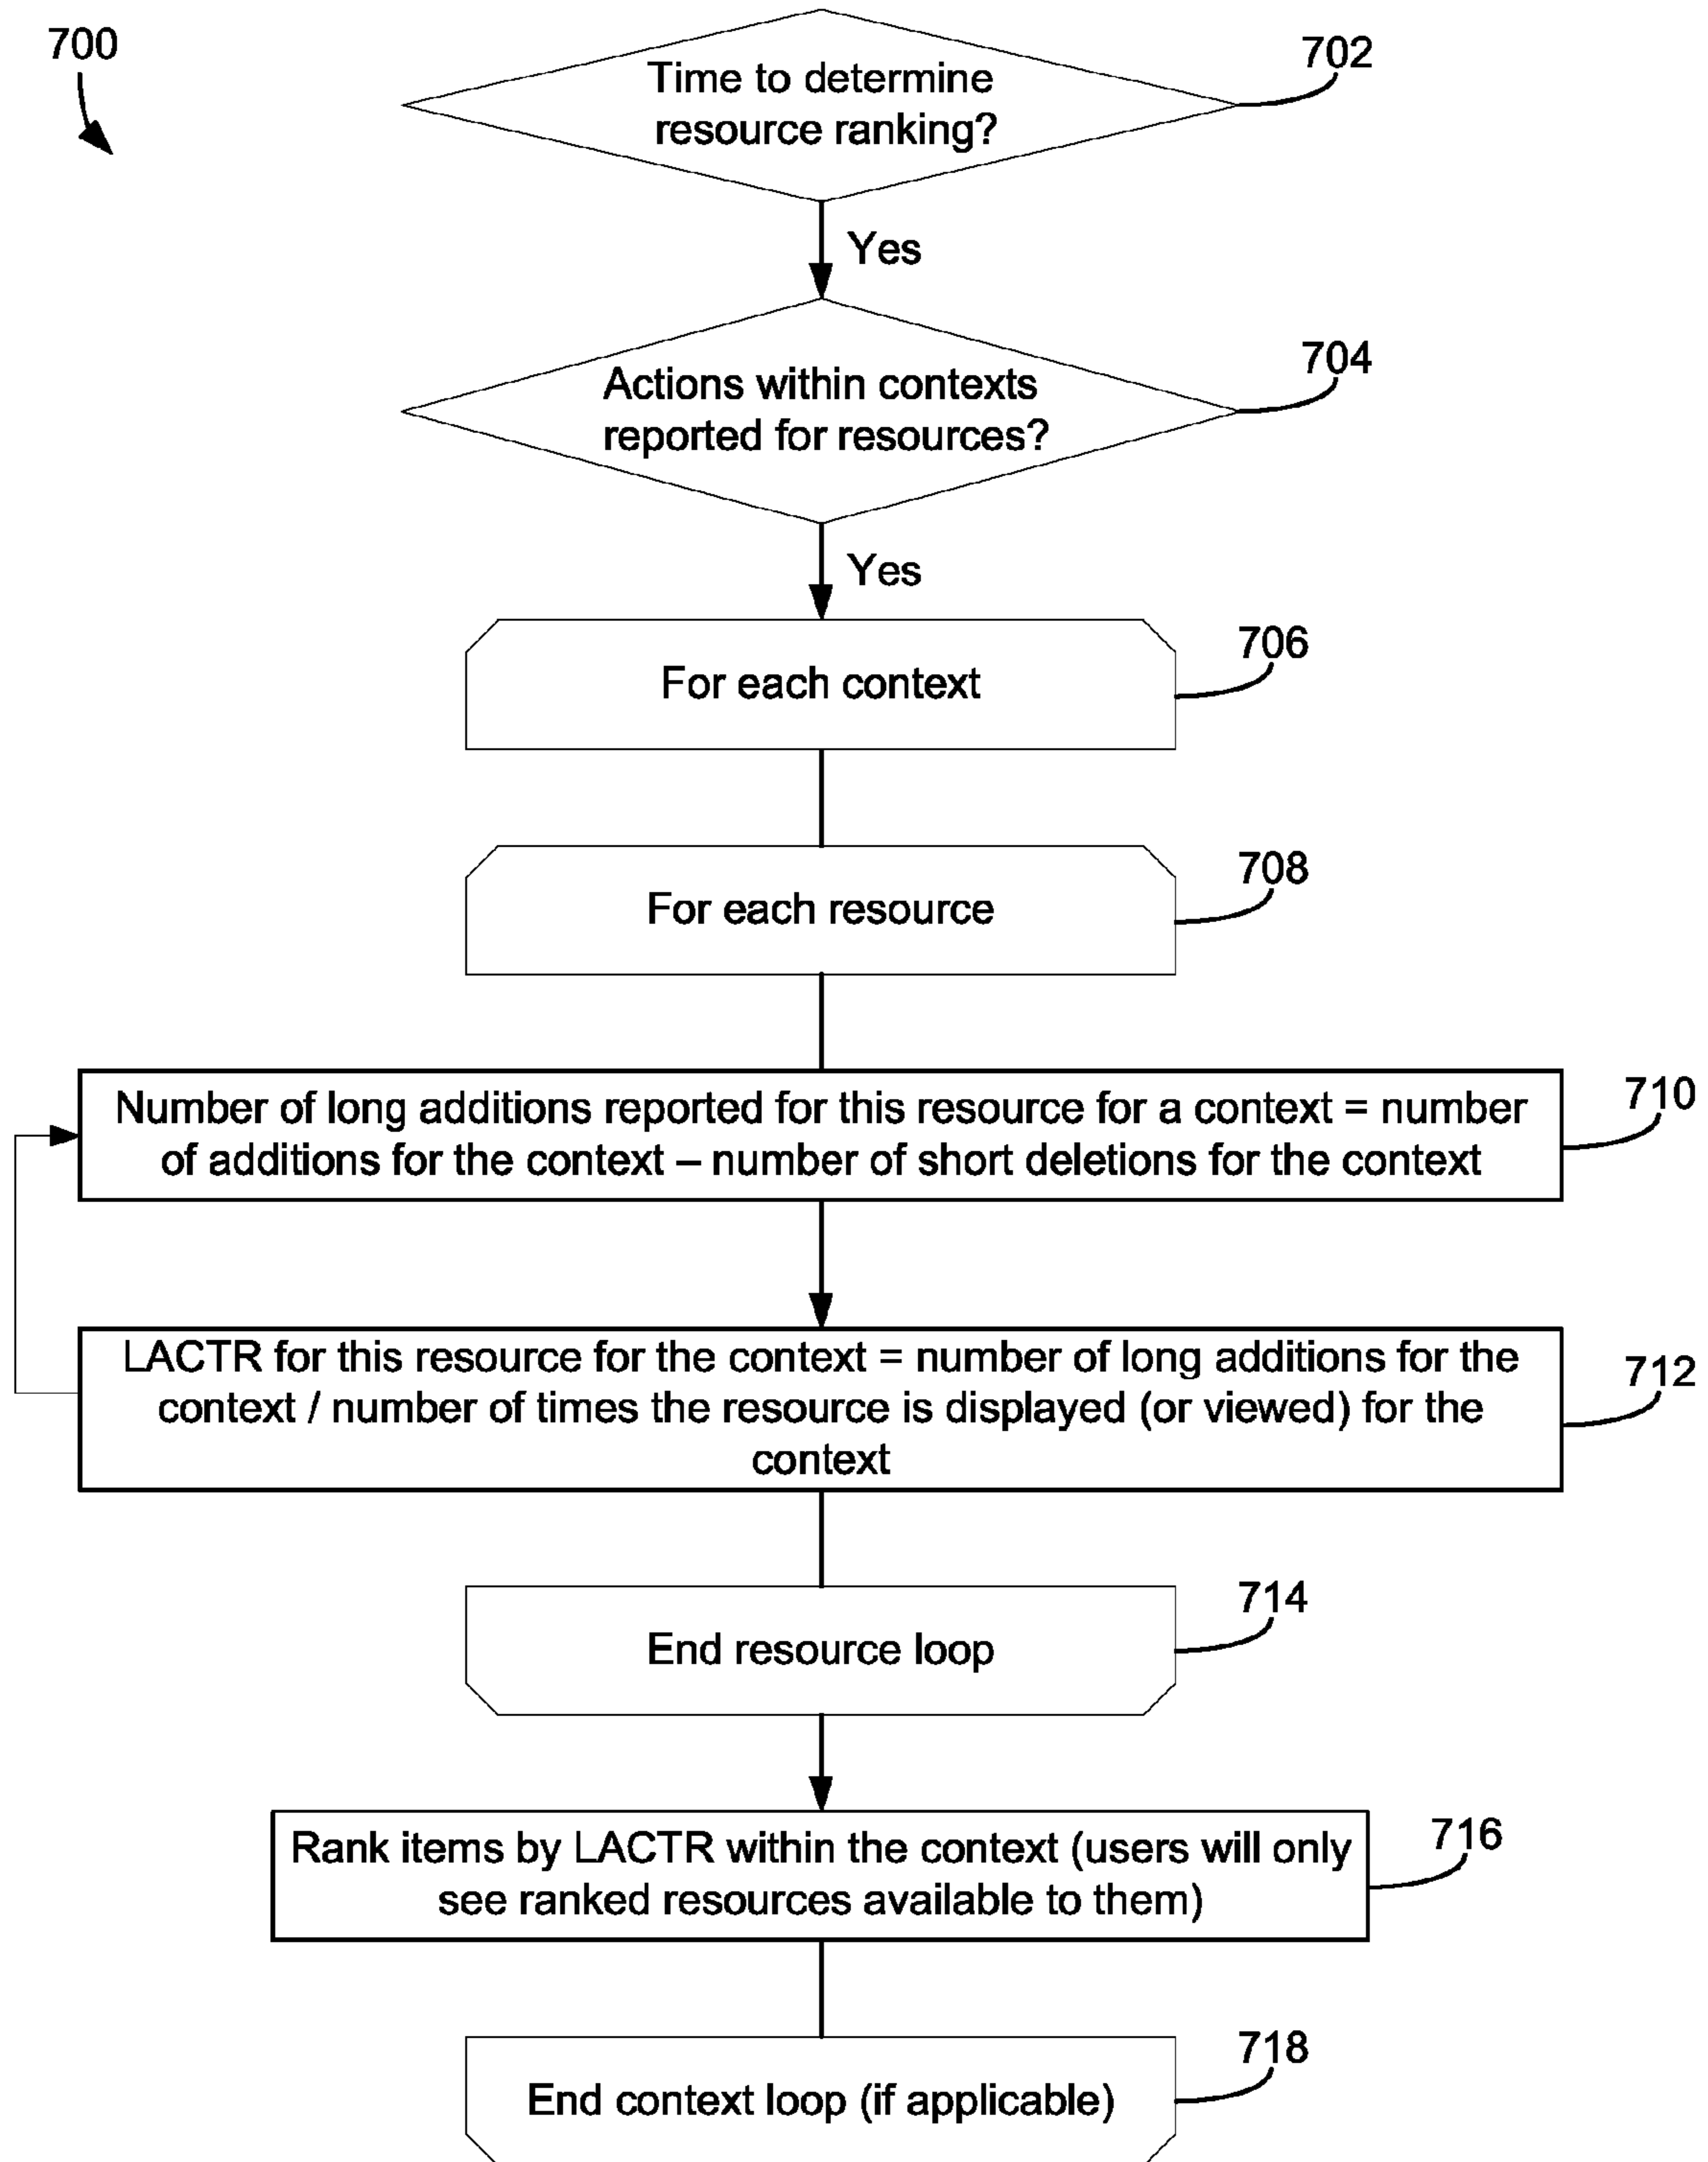 700
702
Time to determine
resource ranking?
Yes
704
Actions within contexts
reported for resources?
Yes
706
For each context
708
For each resource
710
Number of long additions reported for this resource for a context = number
of additions for the context – number of short deletions for the context
712
LACTR for this resource for the context = number of long additions for the
context / number of times the resource is displayed (or viewed) for the
context
714
End resource loop
716
Rank items by LACTR within the context (users will only
see ranked resources available to them)
718
End context loop (if applicable)